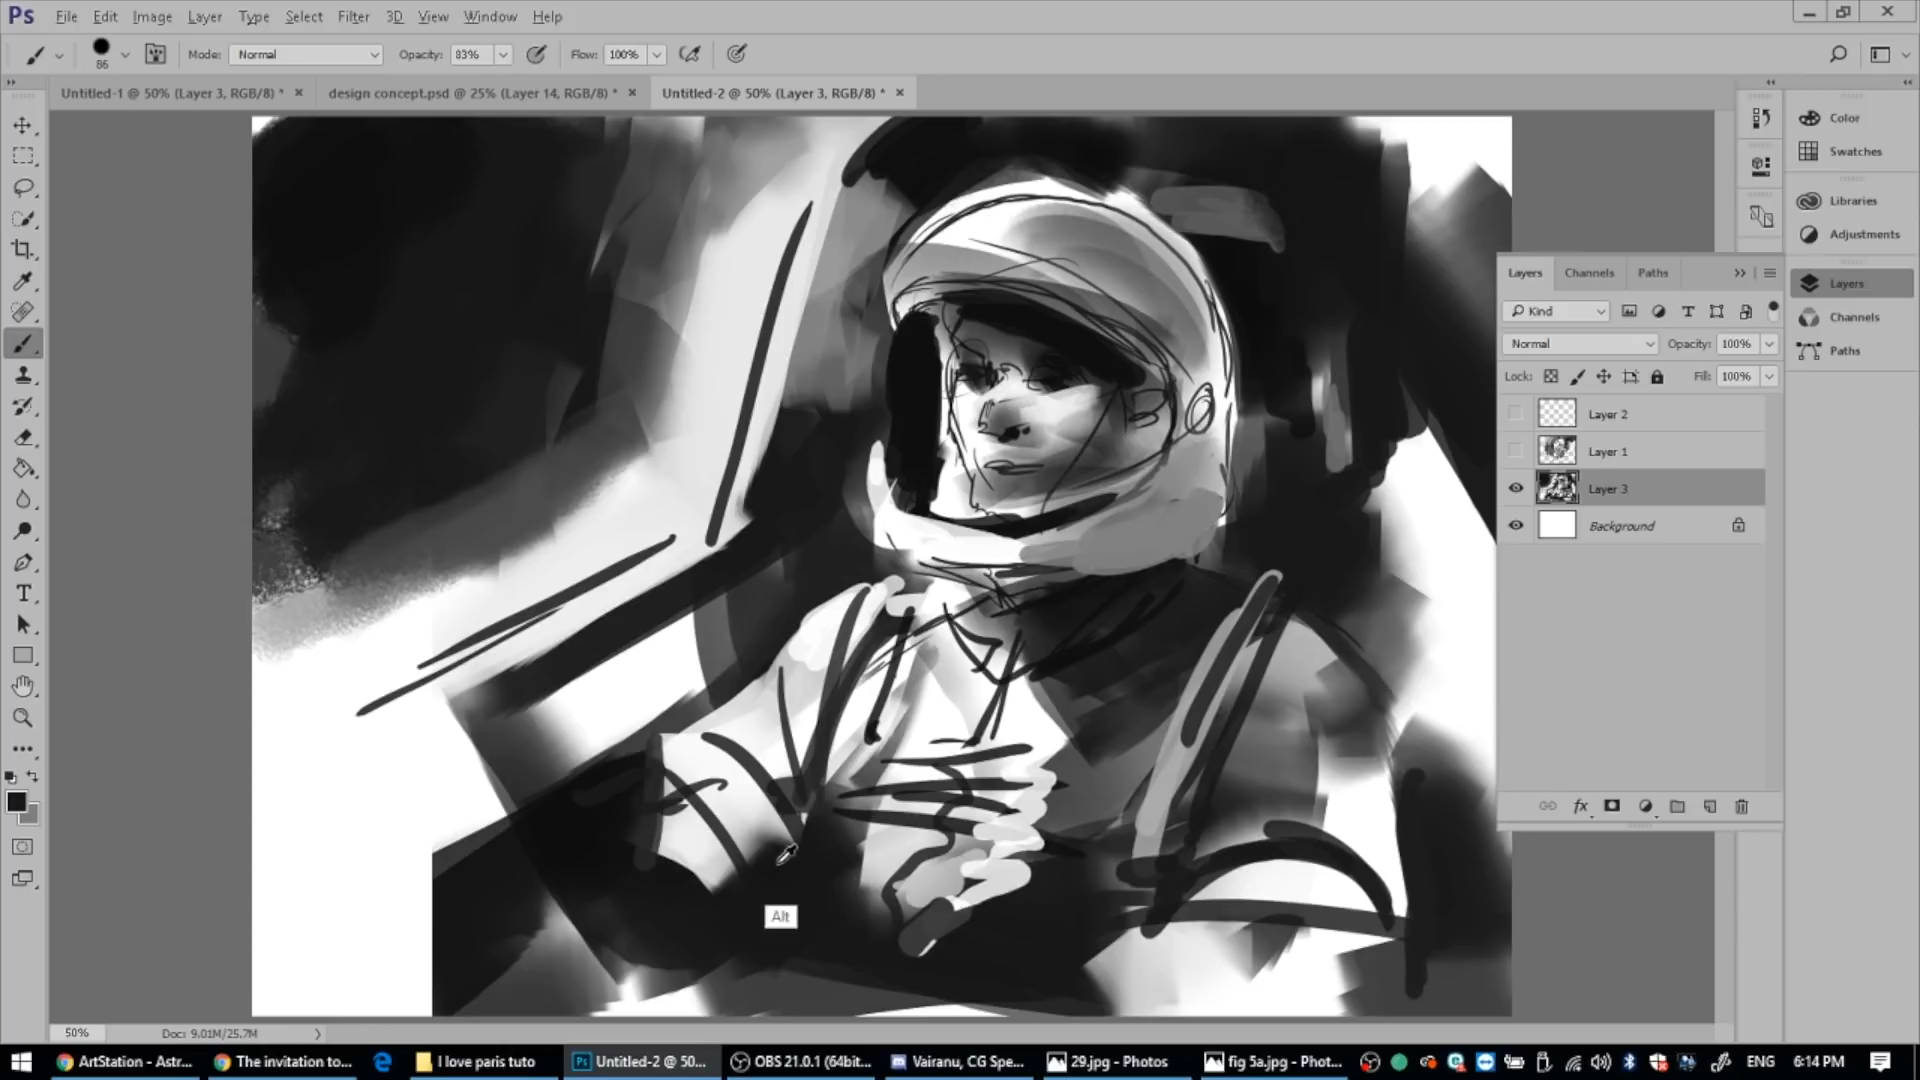 Ps File Edit Image Layer Type Select Filter 3D View Window Help
86 Mode: Normal Opacity: 83% Flow: 100%
Untitled-1 @ 50% (Layer 3, RGB/8) * × design concept.psd @ 25% (Layer 14, RGB/8) * × Untitled-2 @ 50% (Layer 3, RGB/8) * ×
Color
Swatches
Libraries
Adjustments
Layers
Channels
Paths
Layers Channels Paths
Kind
Normal Opacity: 100%
Lock: Fill: 100%
Layer 2
Layer 1
Layer 3
Background
fx
Alt
50% Doc: 9.01M/25.7M
ArtStation - Astr... The invitation to... I love paris tuto Untitled-2 @ 50... OBS 21.0.1 (64bit... Vairanu, CG Spe... 29.jpg - Photos fig 5a.jpg - Phot... ENG 6:14 PM